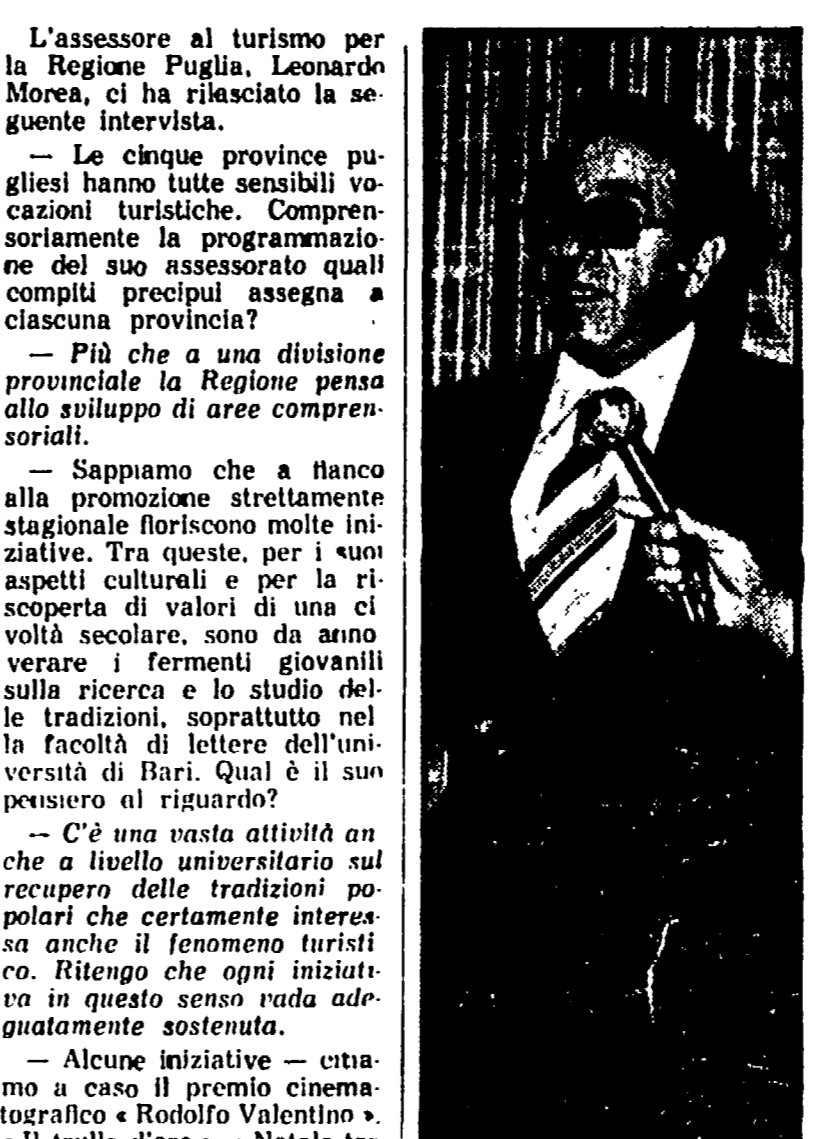 L'assessore al turismo per
la Regione Puglia, Leonardo
Morea, ci ha rilasciato la se-
guente intervista.
— Le cinque province pu-
gliesi hanno tutte sensibili vo-
cazioni turistiche. Compren-
sorialmente la programmazio-
ne del suo assessorato quali
compiti precipui assegna a
ciascuna provincia?
— Più che a una divisione
provinciale la Regione pensa
allo sviluppo di aree compren-
soriali.
— Sappiamo che a fianco
alla promozione strettamente
stagionale fioriscono molte ini-
ziative. Tra queste, per i suoi
aspetti culturali e per la ri-
scoperta di valori di una ci
voltà secolare, sono da anno
verare i fermenti giovanili
sulla ricerca e lo studio del-
le tradizioni, soprattutto nel
la facoltà di lettere dell'uni-
versità di Bari. Qual è il suo
pensiero al riguardo?
— C'è una vasta attività an
che a livello universitario sul
recupero delle tradizioni po-
polari che certamente interes-
sa anche il fenomeno turisti
co. Ritengo che ogni iniziati-
va in questo senso vada ade-
guatamente sostenuta.
— Alcune iniziative — citia-
mo a caso il premio cinema-
tografico « Rodolfo Valentino ».